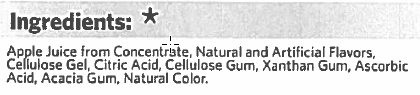 Ingredients: *
Apple Juice from Concentrate, Natural and Artificial Flavors,
Cellulose Gel, Citric Acid, Cellulose Gum, Xanthan Gum, Ascorbic
Acid, Acacia Gum, Natural Color.